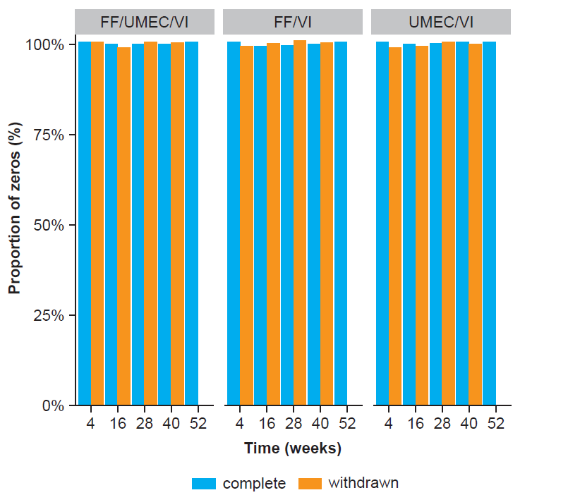 FF/UMEC/VI FF/VI UMEC/VI
100%
75%
50%
25%
0%
Proportion of zeros (%)
4 16 28 40 52 4 16 28 40 52 4 16 28 40 52
Time (weeks)
complete withdrawn